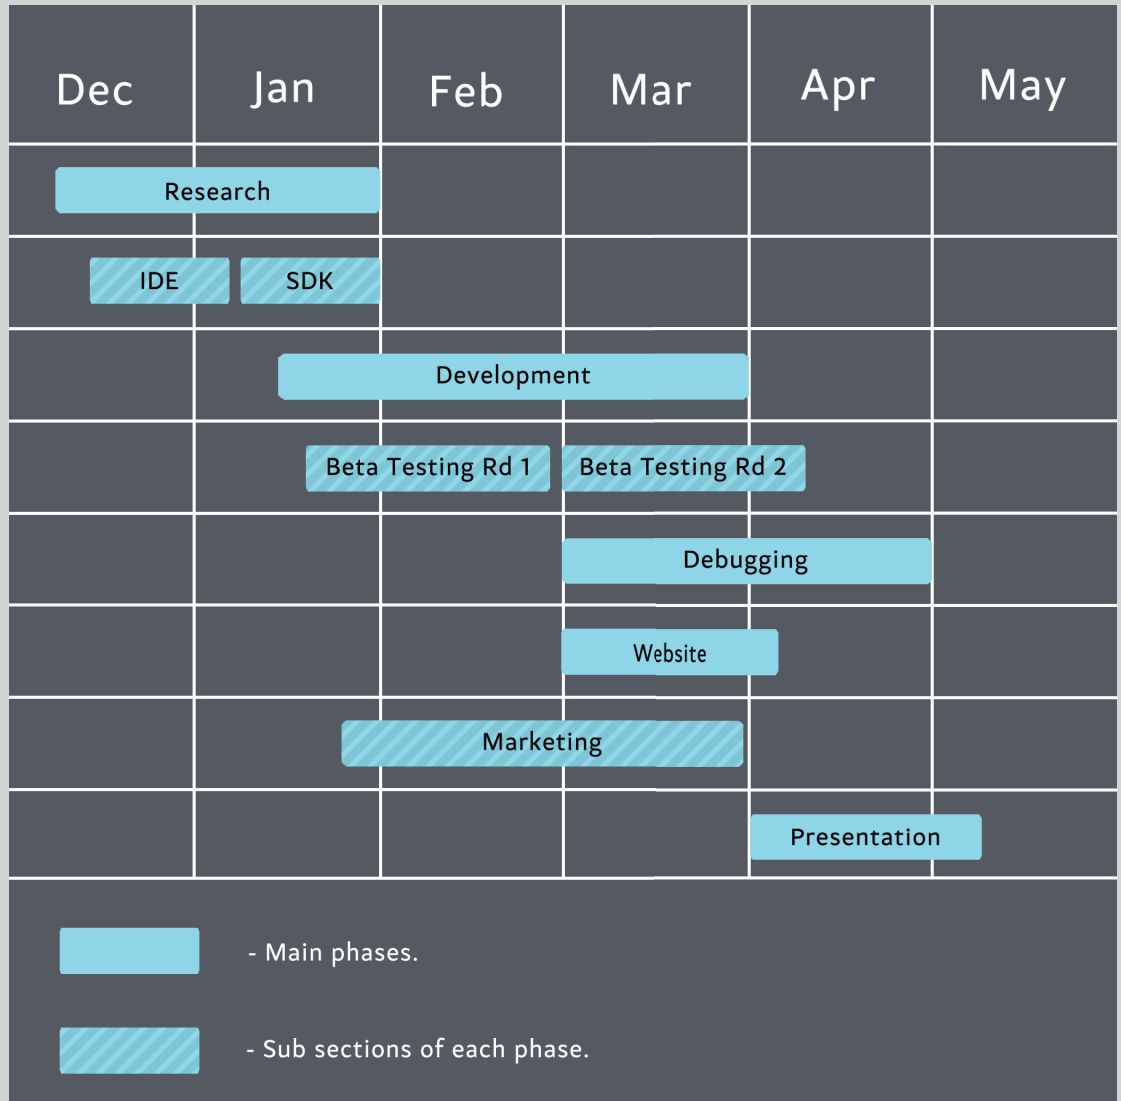 Dec Jan Feb Mar Apr May
Research
IDE SDK
Development
Beta Testing Rd 1 Beta Testing Rd 2
Debugging
Website
Marketing
Presentation
- Main phases.
- Sub sections of each phase.